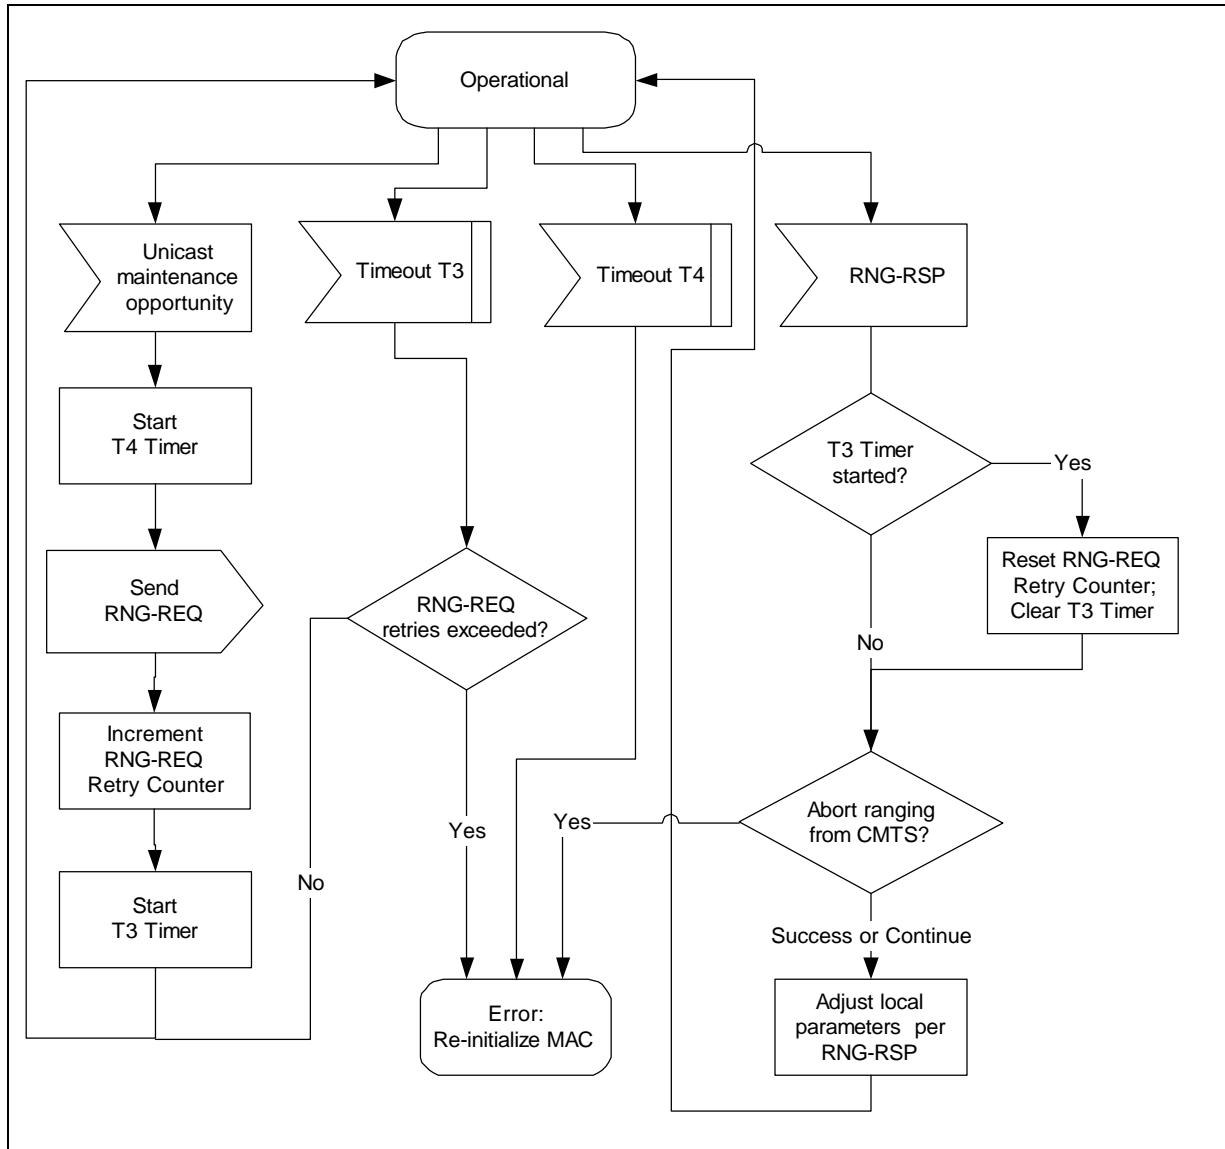 Operational
Unicast
maintenance
opportunity
Timeout T3
Timeout T4
RNG-RSP
Start
T4 Timer
T3 Timer
started?
Yes
Send
RNG-REQ
RNG-REQ
retries exceeded?
Reset RNG-REQ
Retry Counter;
Clear T3 Timer
No
Increment
RNG-REQ
Retry Counter
Yes
Yes
Abort ranging
from CMTS?
No
Start
T3 Timer
Success or Continue
Error:
Re-initialize MAC
Adjust local
parameters per
RNG-RSP